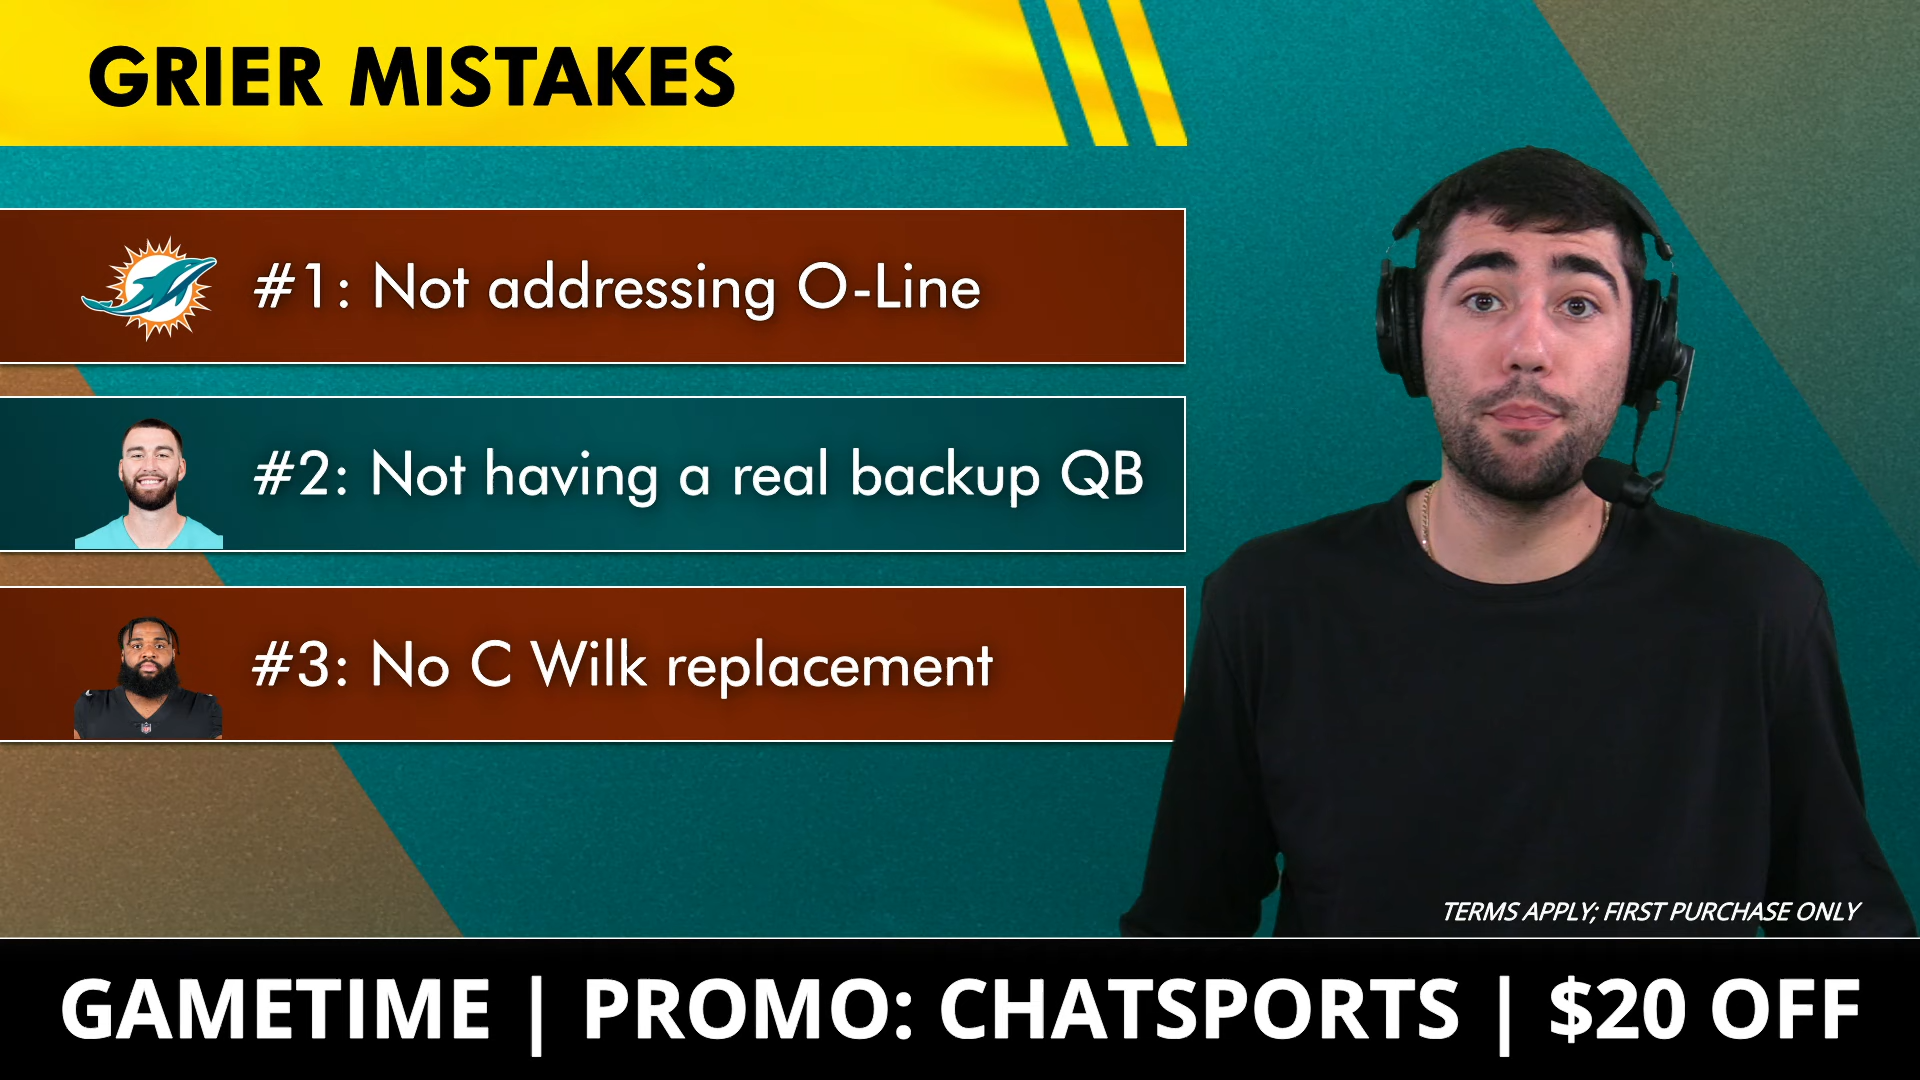 GRIER MISTAKES
#1: Not addressing O-Line
#2: Not having a real backup QB
#3: No C Wilk replacement
TERMS APPLY; FIRST PURCHASE ONLY
GAMETIME | PROMO: CHATSPORTS | $20 OFF